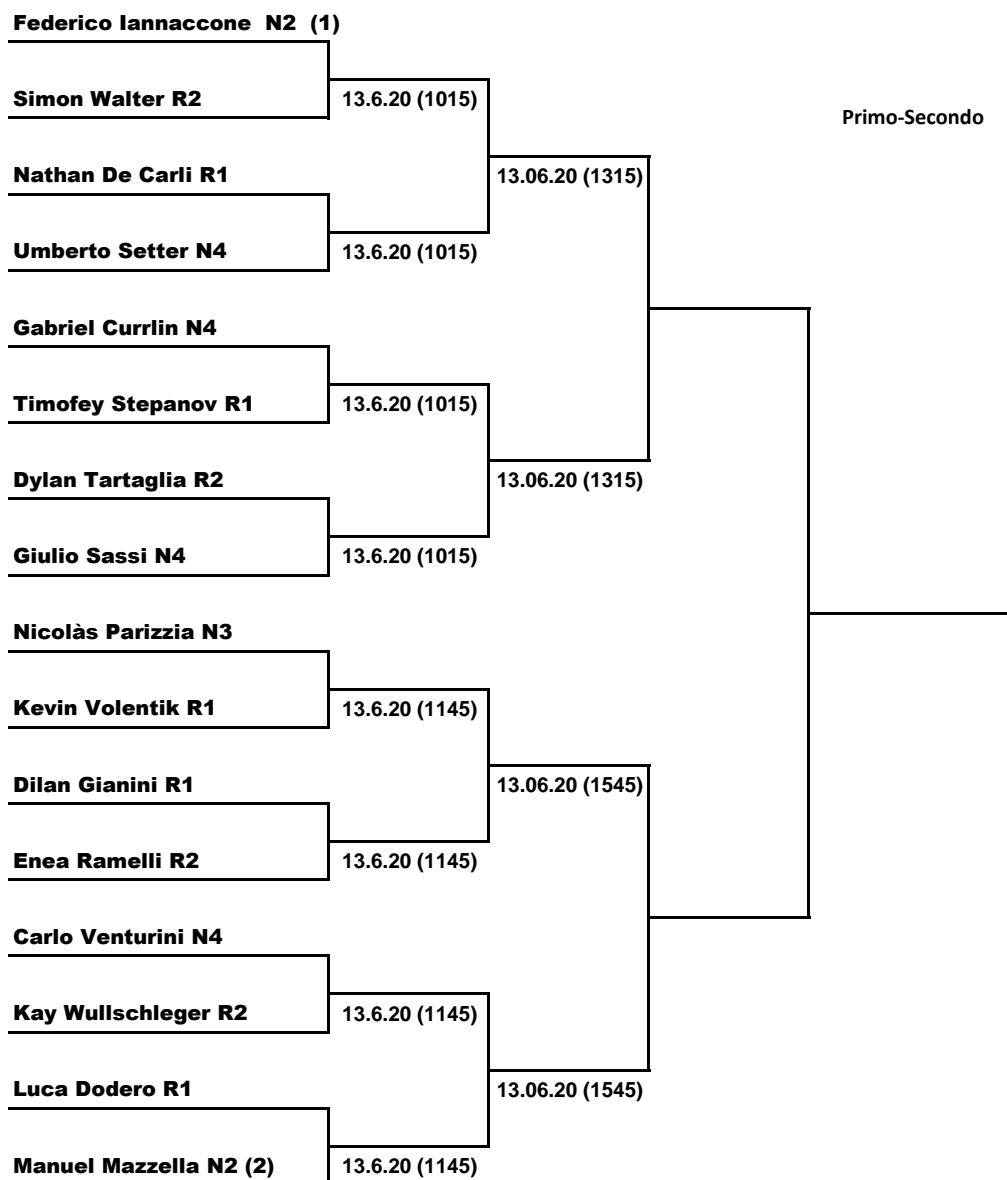 Federico Iannaccone  N2  (1)
Simon Walter R2
13.6.20 (1015)
Primo-Secondo
Nathan De Carli R1
13.06.20 (1315)
Umberto Setter N4
13.6.20 (1015)
Gabriel Currlin N4
Timofey Stepanov R1
13.6.20 (1015)
Dylan Tartaglia R2
13.06.20 (1315)
Giulio Sassi N4
13.6.20 (1015)
Nicolàs Parizzia N3
Kevin Volentik R1
13.6.20 (1145)
Dilan Gianini R1
13.06.20 (1545)
Enea Ramelli R2
13.6.20 (1145)
Carlo Venturini N4
Kay Wullschleger R2
13.6.20 (1145)
Luca Dodero R1
13.06.20 (1545)
Manuel Mazzella N2 (2)
13.6.20 (1145)